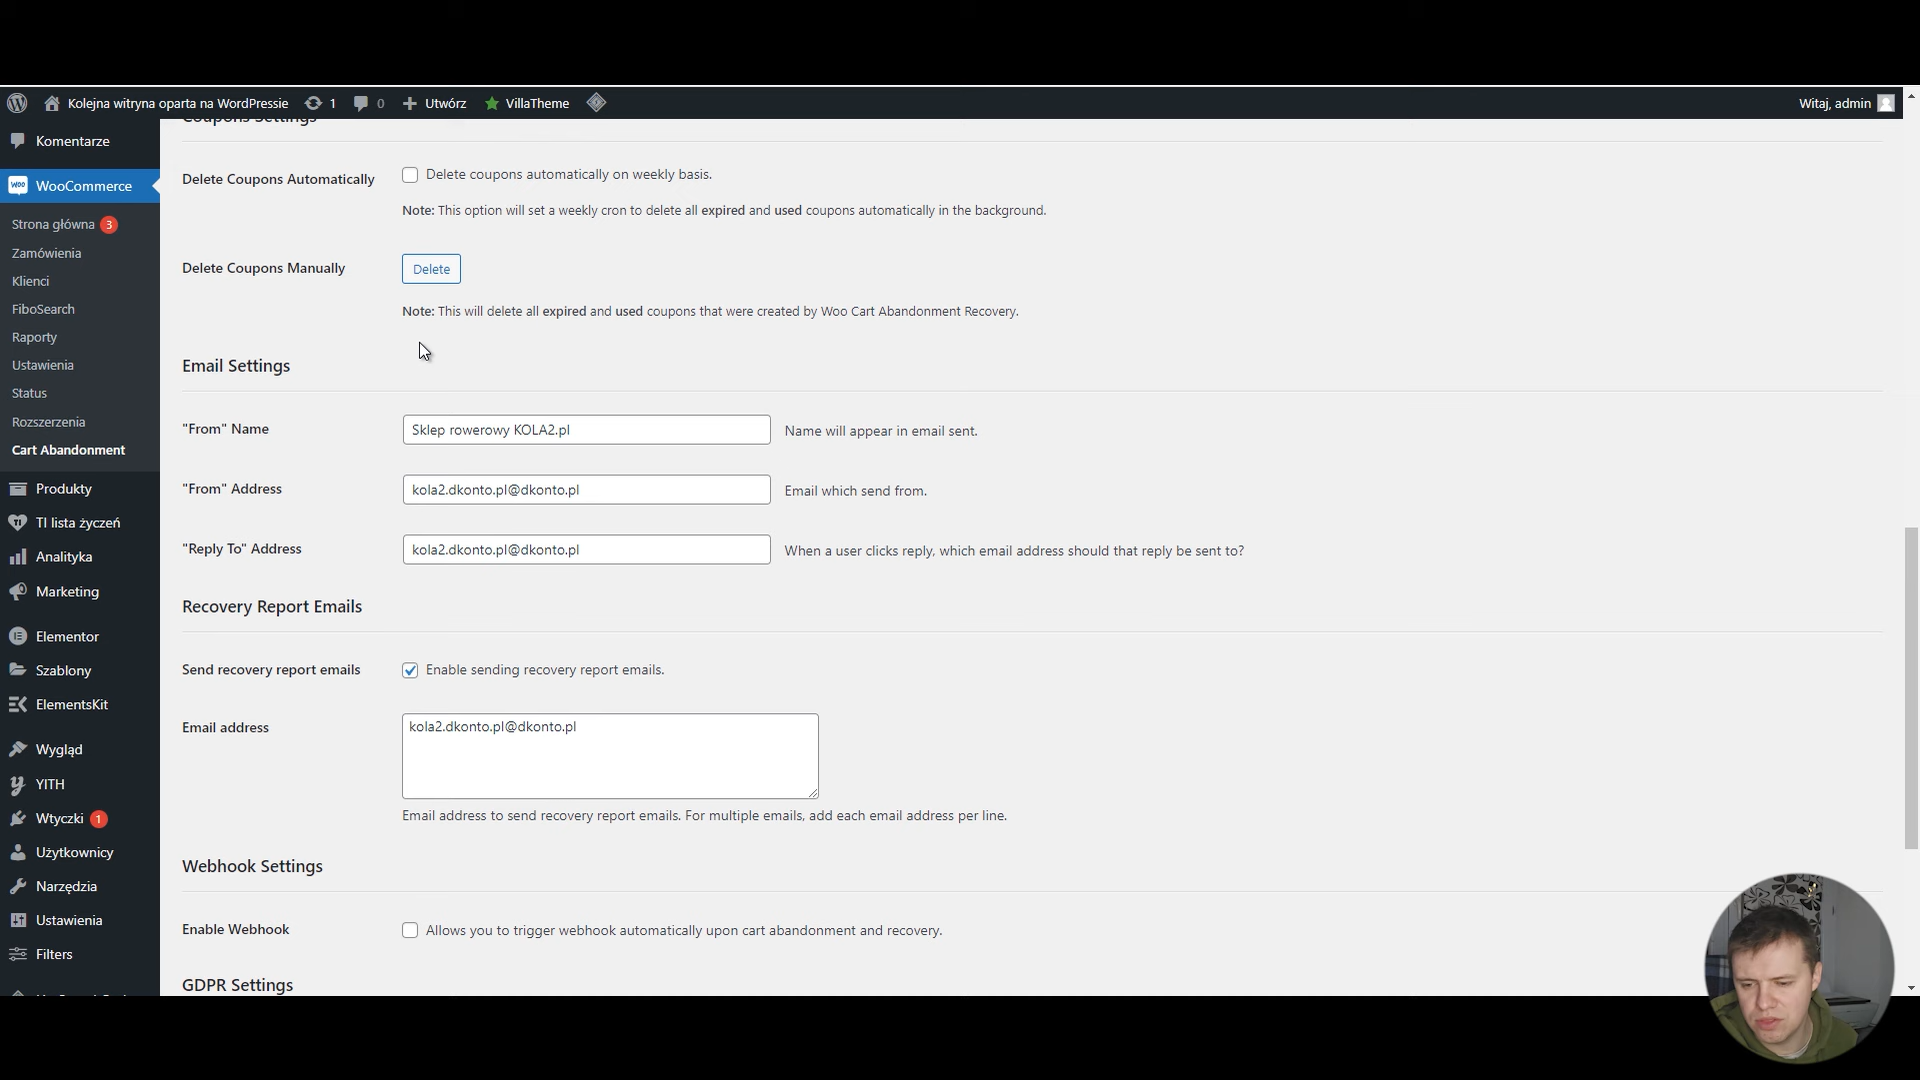 Kolejna witryna oparta na WordPressie 1 0 Utwórz VillaTheme Witaj, admin
Komentarze
WooCommerce
Strona główna 3
Zamówienia
Klienci
FiboSearch
Raporty
Ustawienia
Status
Rozszerzenia
Cart Abandonment
Produkty
TI lista życzeń
Analityka
Marketing
Elementor
Szablony
ElementsKit
Wygląd
YITH
Wtyczki 1
Użytkownicy
Narzędzia
Ustawienia
Filters
Coupons Settings
Delete Coupons Automatically
Delete coupons automatically on weekly basis.
Note: This option will set a weekly cron to delete all expired and used coupons automatically in the background.
Delete Coupons Manually
Delete
Note: This will delete all expired and used coupons that were created by Woo Cart Abandonment Recovery.
Email Settings
"From" Name
Sklep rowerowy KOLA2.pl
Name will appear in email sent.
"From" Address
kola2.dkonto.pl@dkonto.pl
Email which send from.
"Reply To" Address
kola2.dkonto.pl@dkonto.pl
When a user clicks reply, which email address should that reply be sent to?
Recovery Report Emails
Send recovery report emails
Enable sending recovery report emails.
Email address
kola2.dkonto.pl@dkonto.pl
Email address to send recovery report emails. For multiple emails, add each email address per line.
Webhook Settings
Enable Webhook
Allows you to trigger webhook automatically upon cart abandonment and recovery.
GDPR Settings